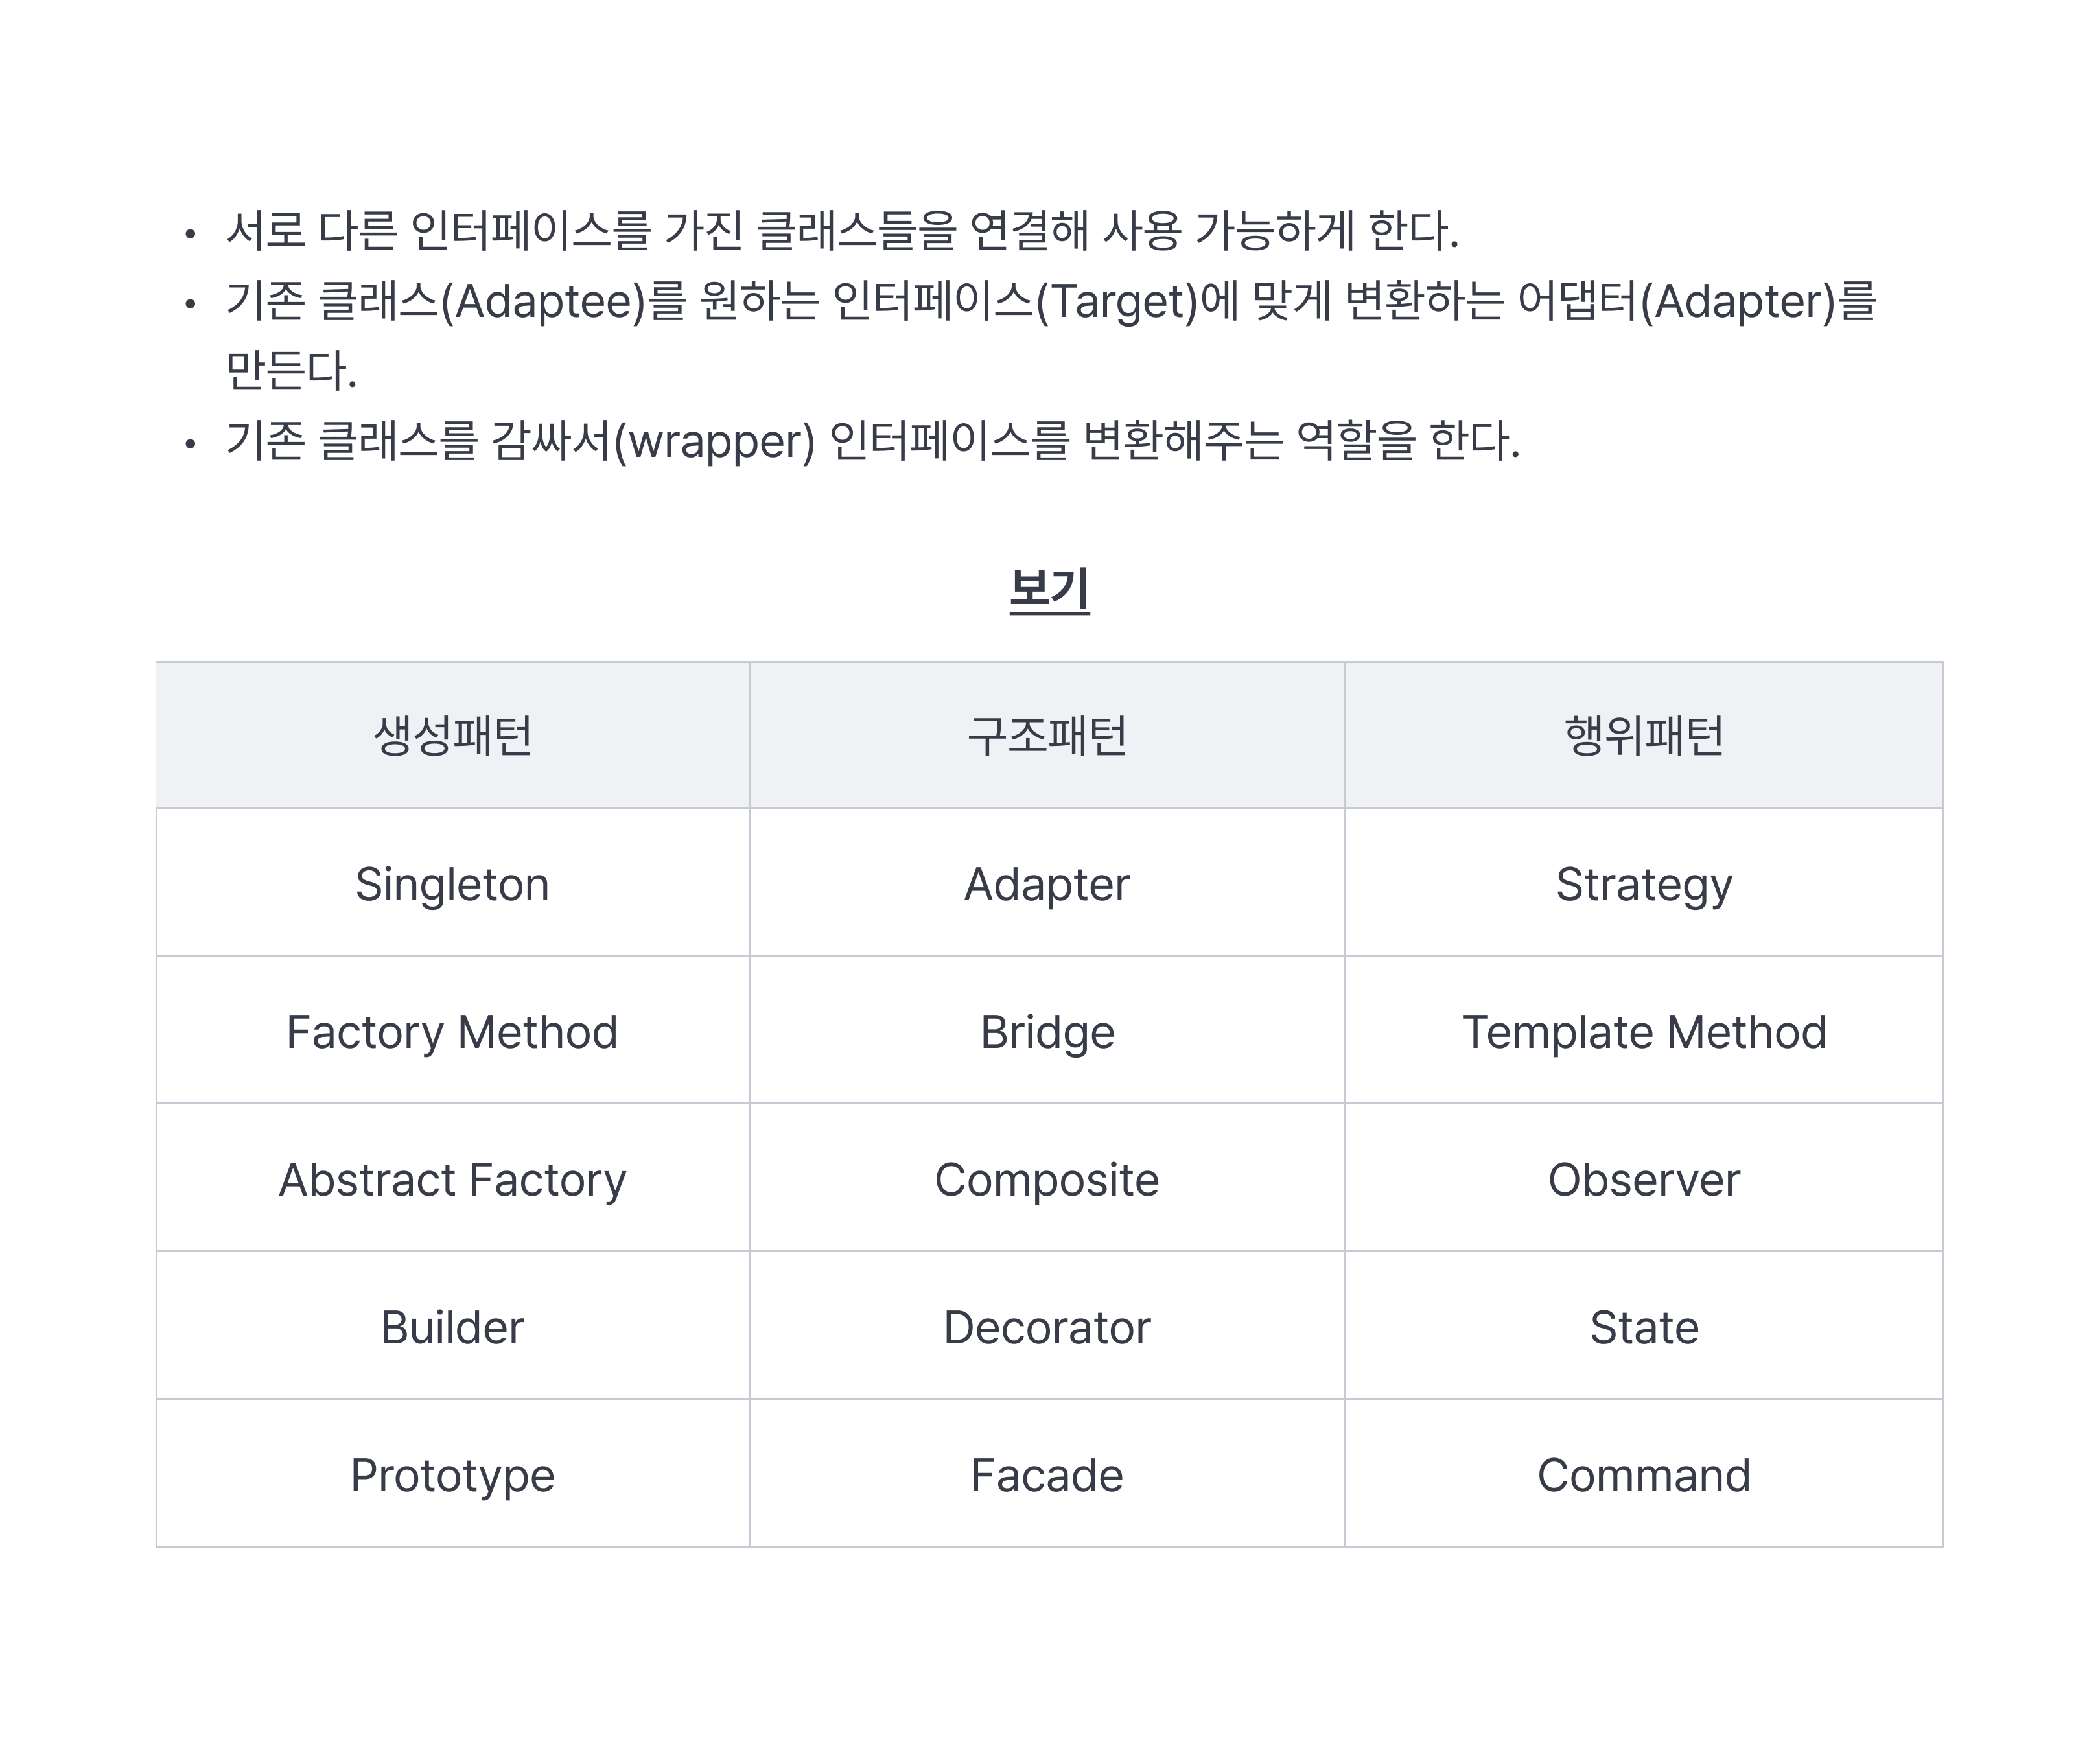 • 서로 다른 인터페이스를 가진 클래스들을 연결해 사용 가능하게 한다.
• 기존 클래스(Adaptee)를 원하는 인터페이스(Target)에 맞게 변환하는 어댑터(Adapter)를
만든다.
• 기존 클래스를 감싸서(wrapper) 인터페이스를 변환해주는 역할을 한다.
보기
생성패턴 구조패턴 행위패턴
Singleton Adapter Strategy
Factory Method Bridge Template Method
Abstract Factory Composite Observer
Builder Decorator State
Prototype Facade Command